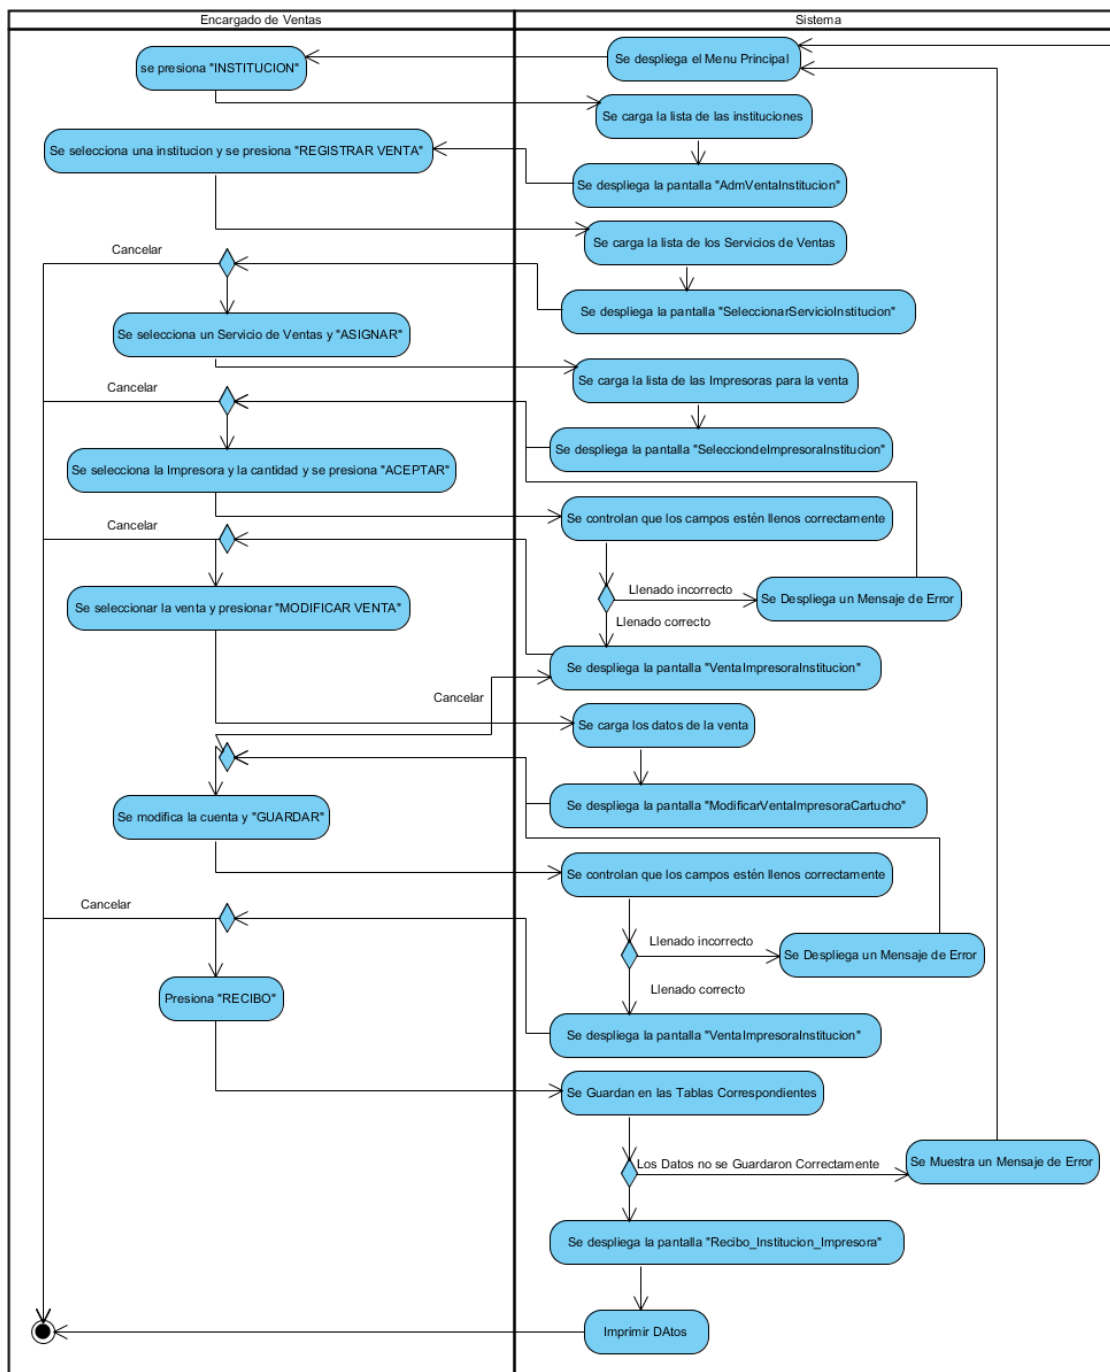 Encargado de Ventas
Sistema
Se despliega el Menu Principal
se presiona "INSTITUCION"
Se carga la lista de las instituciones
Se selecciona una institucion y se presiona "REGISTRAR VENTA"
Se despliega la pantalla "AdmVentaInstitucion"
Se carga la lista de los Servicios de Ventas
Cancelar
Se despliega la pantalla "SeleccionarServicioInstitucion"
Se selecciona un Servicio de Ventas y "ASIGNAR"
Se carga la lista de las Impresoras para la venta
Cancelar
Se despliega la pantalla "SelecciondeImpresoraInstitucion"
Se selecciona la Impresora y la cantidad y se presiona "ACEPTAR"
Se controlan que los campos estén llenos correctamente
Cancelar
Llenado incorrecto
Se Despliega un Mensaje de Error
Se seleccionar la venta y presionar "MODIFICAR VENTA"
Llenado correcto
Se despliega la pantalla "VentaImpresoraInstitucion"
Cancelar
Se carga los datos de la venta
Se despliega la pantalla "ModificarVentaImpresoraCartucho"
Se modifica la cuenta y "GUARDAR"
Se controlan que los campos estén llenos correctamente
Cancelar
Llenado incorrecto
Se Despliega un Mensaje de Error
Llenado correcto
Presiona "RECIBO"
Se despliega la pantalla "VentaImpresoraInstitucion"
Se Guardan en las Tablas Correspondientes
Los Datos no se Guardaron Correctamente
Se Muestra un Mensaje de Error
Se despliega la pantalla "Recibo_Institucion_Impresora"
Imprimir DAtos